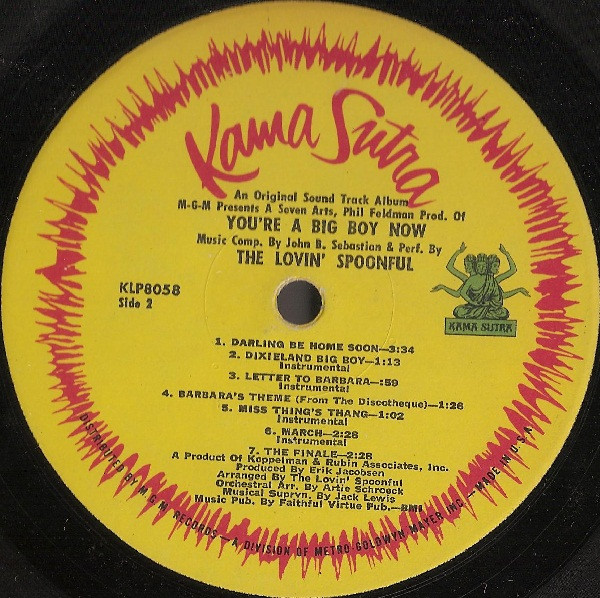 Kama Sutra
An Original Sound Track Album
M-G-M Presents A Seven Arts, Phil Feldman Prod. Of
YOU'RE A BIG BOY NOW
Music Comp. By John B. Sebastian & Perf. By
THE LOVIN' SPOONFUL
KLP8058
Side 2
KAMA SUTRA
1. DARLING BE HOME SOON—3:34
2. DIXIELAND BIG BOY—1:13
Instrumental
3. LETTER TO BARBARA—:59
Instrumental
4. BARBARA'S THEME (From The Discotheque)—1:26
5. MISS THING'S THANG—1:02
Instrumental
6. MARCH—2:28
Instrumental
7. THE FINALE—2:28
A Product Of Koppelman & Rubin Associates, Inc.
Produced By Erik Jacobsen
Arranged By The Lovin' Spoonful
Orchestral Arr. By Artie Schroeck
Musical Suprvn. By Jack Lewis
Music Pub. By Faithful Virtue Pub.—BMI
DISTRIBUTED BY M-G-M RECORDS—A DIVISION OF METRO-GOLDWYN-MAYER INC.—MADE IN U.S.A.